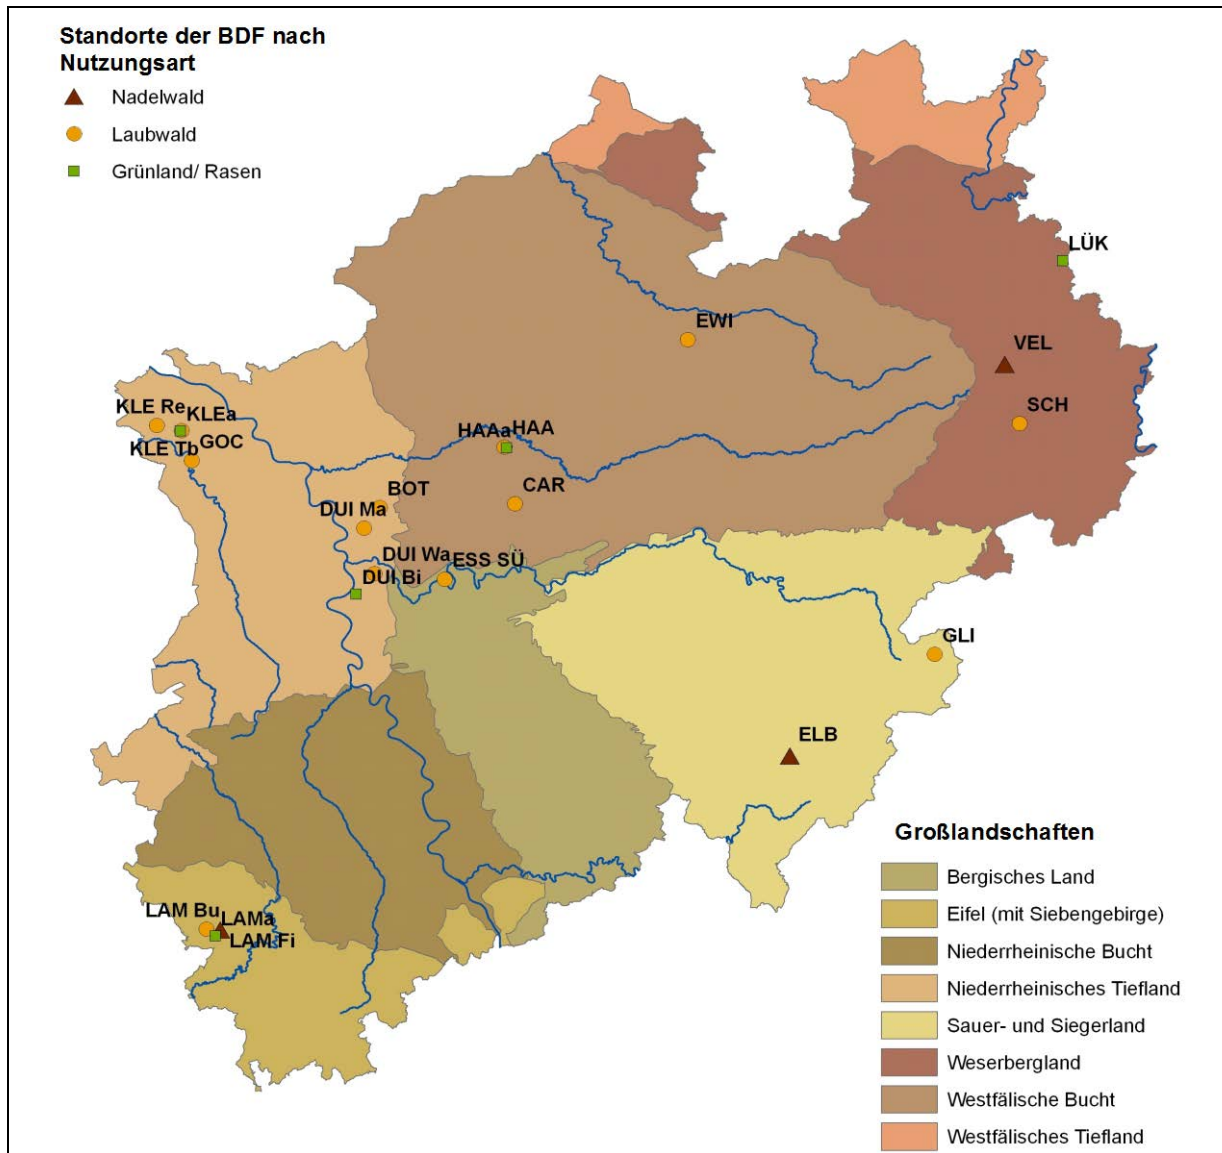 Standorte der BDF nach
Nutzungsart
Nadelwald
Laubwald
Grünland/ Rasen
LÜK
EWI
VEL
SCH
KLE Re
KLEa
KLE Tb
GOC
HAAa
HAA
CAR
BOT
DUI Ma
DUI Wa
ESS SÜ
DUI Bi
GLI
ELB
LAM Bu
LAMa
LAM Fi
Großlandschaften
Bergisches Land
Eifel (mit Siebengebirge)
Niederrheinische Bucht
Niederrheinisches Tiefland
Sauer- und Siegerland
Weserbergland
Westfälische Bucht
Westfälisches Tiefland